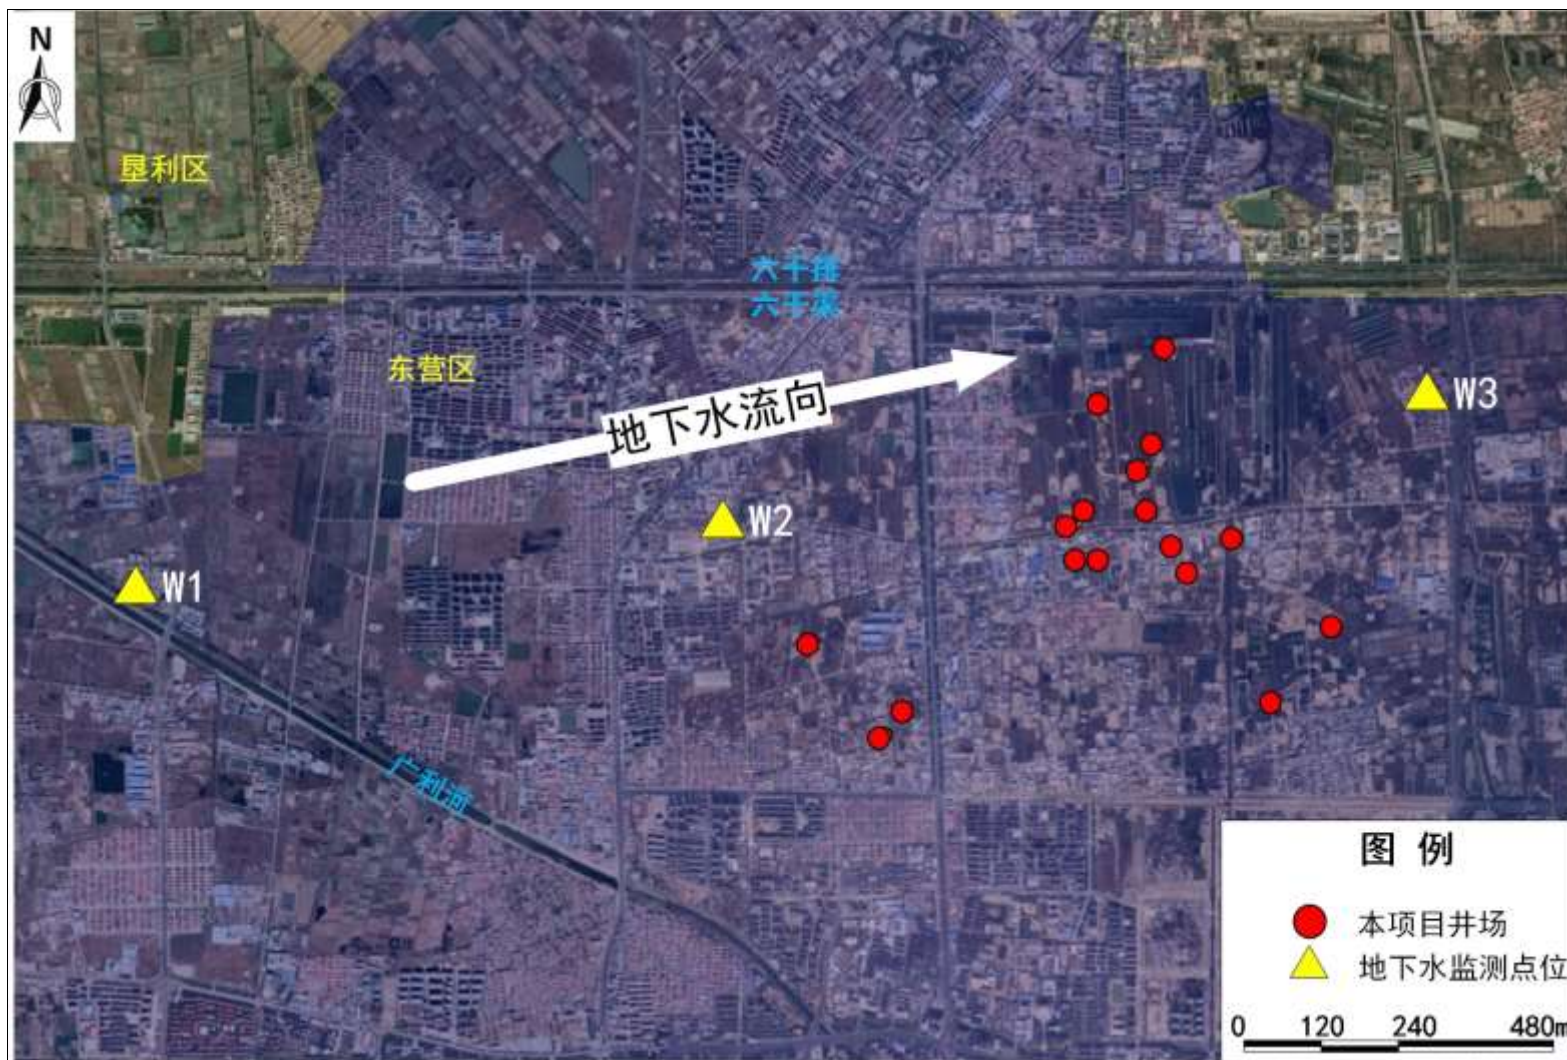 N
垦利区
六干排
六干渠
东营区
地下水流向
W3
W2
W1
广利河
图 例
本项目井场
地下水监测点位
0 120 240 480m